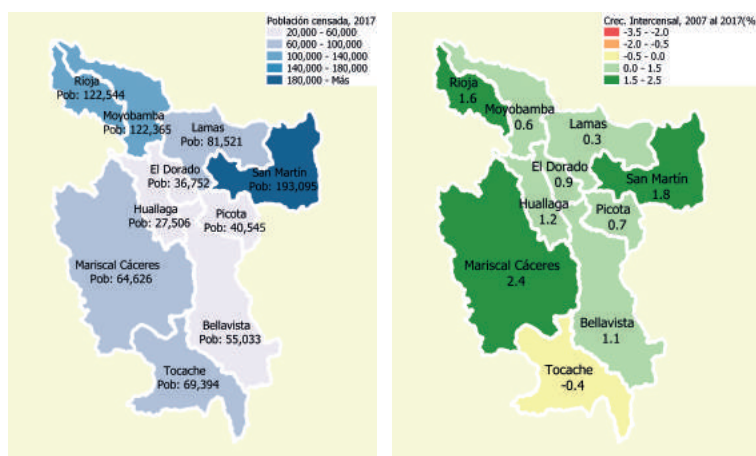 Población censada, 2017
20,000 - 60,000
60,000 - 100,000
100,000 - 140,000
140,000 - 180,000
180,000 - Más
Rioja
Pob: 122,544
Moyobamba
Pob: 122,365
Lamas
Pob: 81,521
El Dorado
Pob: 36,752
San Martín
Pob: 193,095
Huallaga
Pob: 27,506
Picota
Pob: 40,545
Mariscal Cáceres
Pob: 64,626
Bellavista
Pob: 55,033
Tocache
Pob: 69,394
Crec. Intercensal, 2007 al 2017(%
-3.5 - -2.0
-2.0 - -0.5
-0.5 - 0.0
0.0 - 1.5
1.5 - 2.5
Rioja
1.6
Moyobamba
0.6
Lamas
0.3
El Dorado
0.9
San Martín
1.8
Huallaga
1.2
Picota
0.7
Mariscal Cáceres
2.4
Bellavista
1.1
Tocache
-0.4